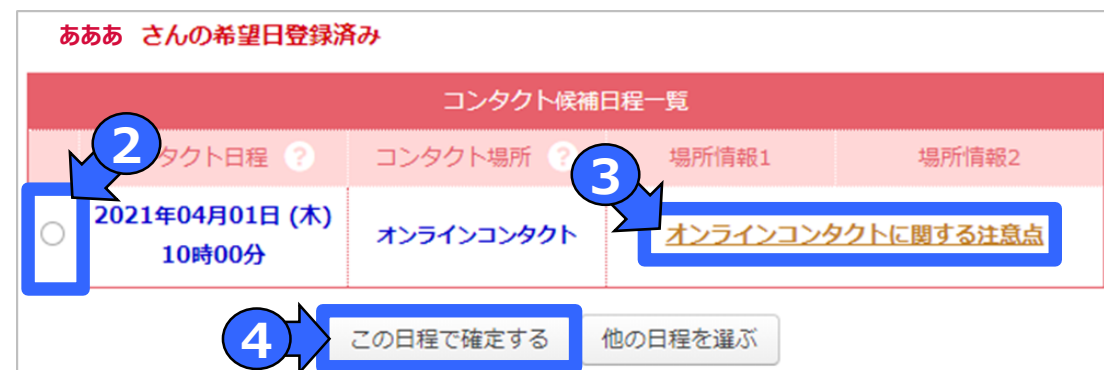 あああ さんの希望日登録済み
コンタクト候補日程一覧
2
タクト日程 ?
コンタクト場所 ?
場所情報1
場所情報2
3
2021年04月01日 (木)
10時00分
オンラインコンタクト
オンラインコンタクトに関する注意点
4
この日程で確定する
他の日程を選ぶ